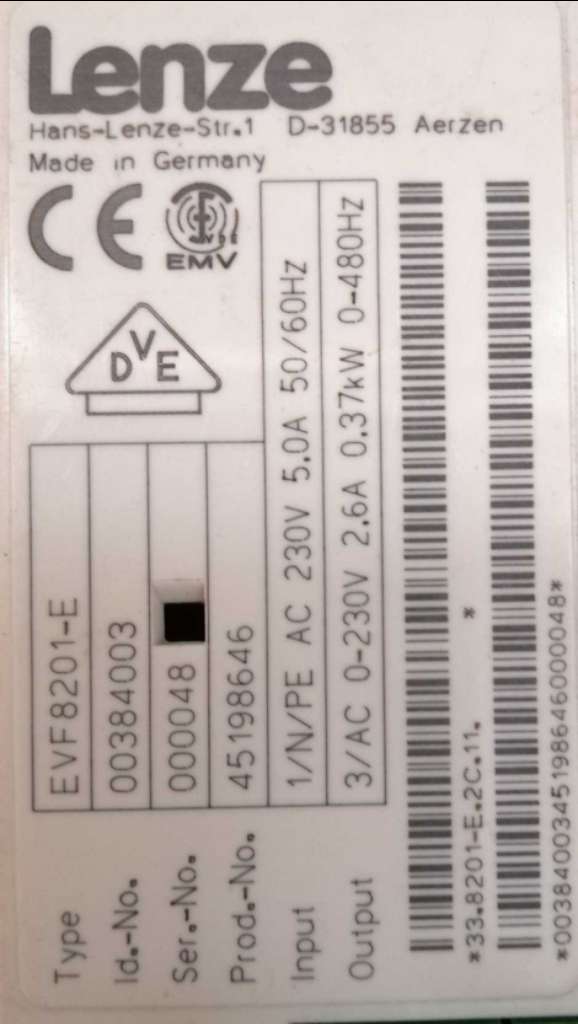 Lenze
Hans-Lenze-Str.1 D-31855 Aerzen
Made in Germany
CE
EMV
DVE
Type EVF8201-E
Id.-No. 00384003
Ser.-No. 000048
Prod.-No. 45198646
Input 1/N/PE AC 230V 5.0A 50/60HZ
Output 3/AC 0-230V 2.6A 0.37kW 0-480HZ
*33.8201-E.2C.11. *
*0038400345198646000048*